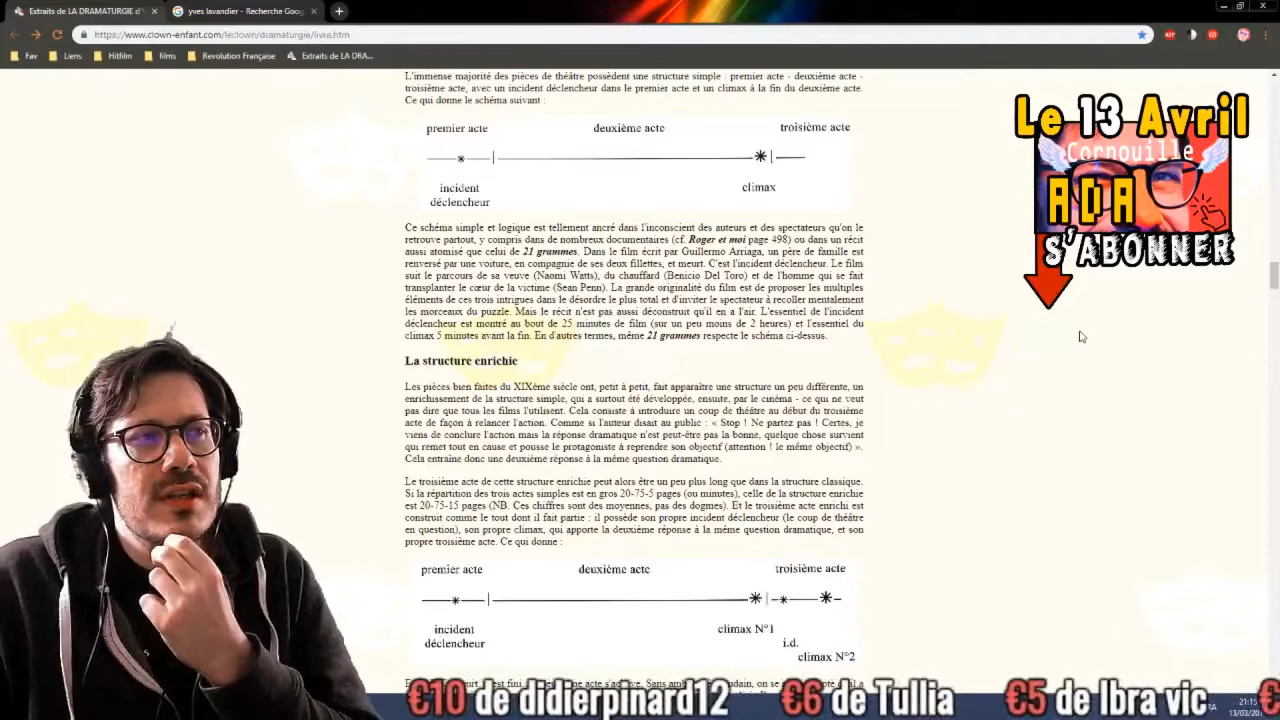 Extraits de LA DRAMATURGIE d'
yves lavandier - Recherche Goog
https://www.clown-enfant.com/leclown/dramaturgie/livre.htm
Fav
Liens
Hitfilm
films
Revolution Française
Extraits de LA DRA...
L'immense majorité des pièces de théâtre possèdent une structure simple : premier acte - deuxième acte -
troisième acte, avec un incident déclencheur dans le premier acte et un climax à la fin du deuxième acte.
Ce qui donne le schéma suivant :
premier acte
deuxième acte
troisième acte
incident
déclencheur
climax
Ce schéma simple et logique est tellement ancré dans l'inconscient des auteurs et des spectateurs qu'on le
retrouve partout, y compris dans de nombreux documentaires (cf. Roger et moi page 498) ou dans un récit
aussi atomisé que celui de 21 grammes. Dans le film écrit par Guillermo Arriaga, un père de famille est
renversé par une voiture, en compagnie de ses deux fillettes, et meurt. C'est l'incident déclencheur. Le film
suit le parcours de sa veuve (Naomi Watts), du chauffard (Benicio Del Toro) et de l'homme qui se fait
transplanter le cœur de la victime (Sean Penn). La grande originalité du film est de proposer les multiples
éléments de ces trois intrigues dans le désordre le plus total et d'inviter le spectateur à recoller mentalement
les morceaux du puzzle. Mais le récit n'est pas aussi déconstruit qu'il en a l'air. L'essentiel de l'incident
déclencheur est montré au bout de 25 minutes de film (sur un peu moins de 2 heures) et l'essentiel du
climax 5 minutes avant la fin. En d'autres termes, même 21 grammes respecte le schéma ci-dessus.
La structure enrichie
Les pièces bien faites du XIXème siècle ont, petit à petit, fait apparaître une structure un peu différente, un
enrichissement de la structure simple, qui a surtout été développée, ensuite, par le cinéma - ce qui ne veut
pas dire que tous les films l'utilisent. Cela consiste à introduire un coup de théâtre au début du troisième
acte de façon à relancer l'action. Comme si l'auteur disait au public : « Stop ! Ne partez pas ! Certes, je
viens de conclure l'action mais la réponse dramatique n'est peut-être pas la bonne, quelque chose survient
qui remet tout en cause et pousse le protagoniste à reprendre son objectif (attention ! le même objectif) ».
Cela entraîne donc une deuxième réponse à la même question dramatique.
Le troisième acte de cette structure enrichie peut alors être un peu plus long que dans la structure classique.
Si la répartition des trois actes simples est en gros 20-75-5 pages (ou minutes), celle de la structure enrichie
est 20-75-15 pages (NB. Ces chiffres sont des moyennes, pas des dogmes). Et le troisième acte enrichi est
construit comme le tout dont il fait partie : il possède son propre incident déclencheur (le coup de théâtre
en question), son propre climax, qui apporte la deuxième réponse à la même question dramatique, et son
propre troisième acte. Ce qui donne :
premier acte
deuxième acte
troisième acte
incident
déclencheur
climax N°1
i.d.
climax N°2
Le 13 Avril
Cornouille
ADA
S'ABONNER
€10 de didierpinard12
€6 de Tullia
€5 de Ibra vic